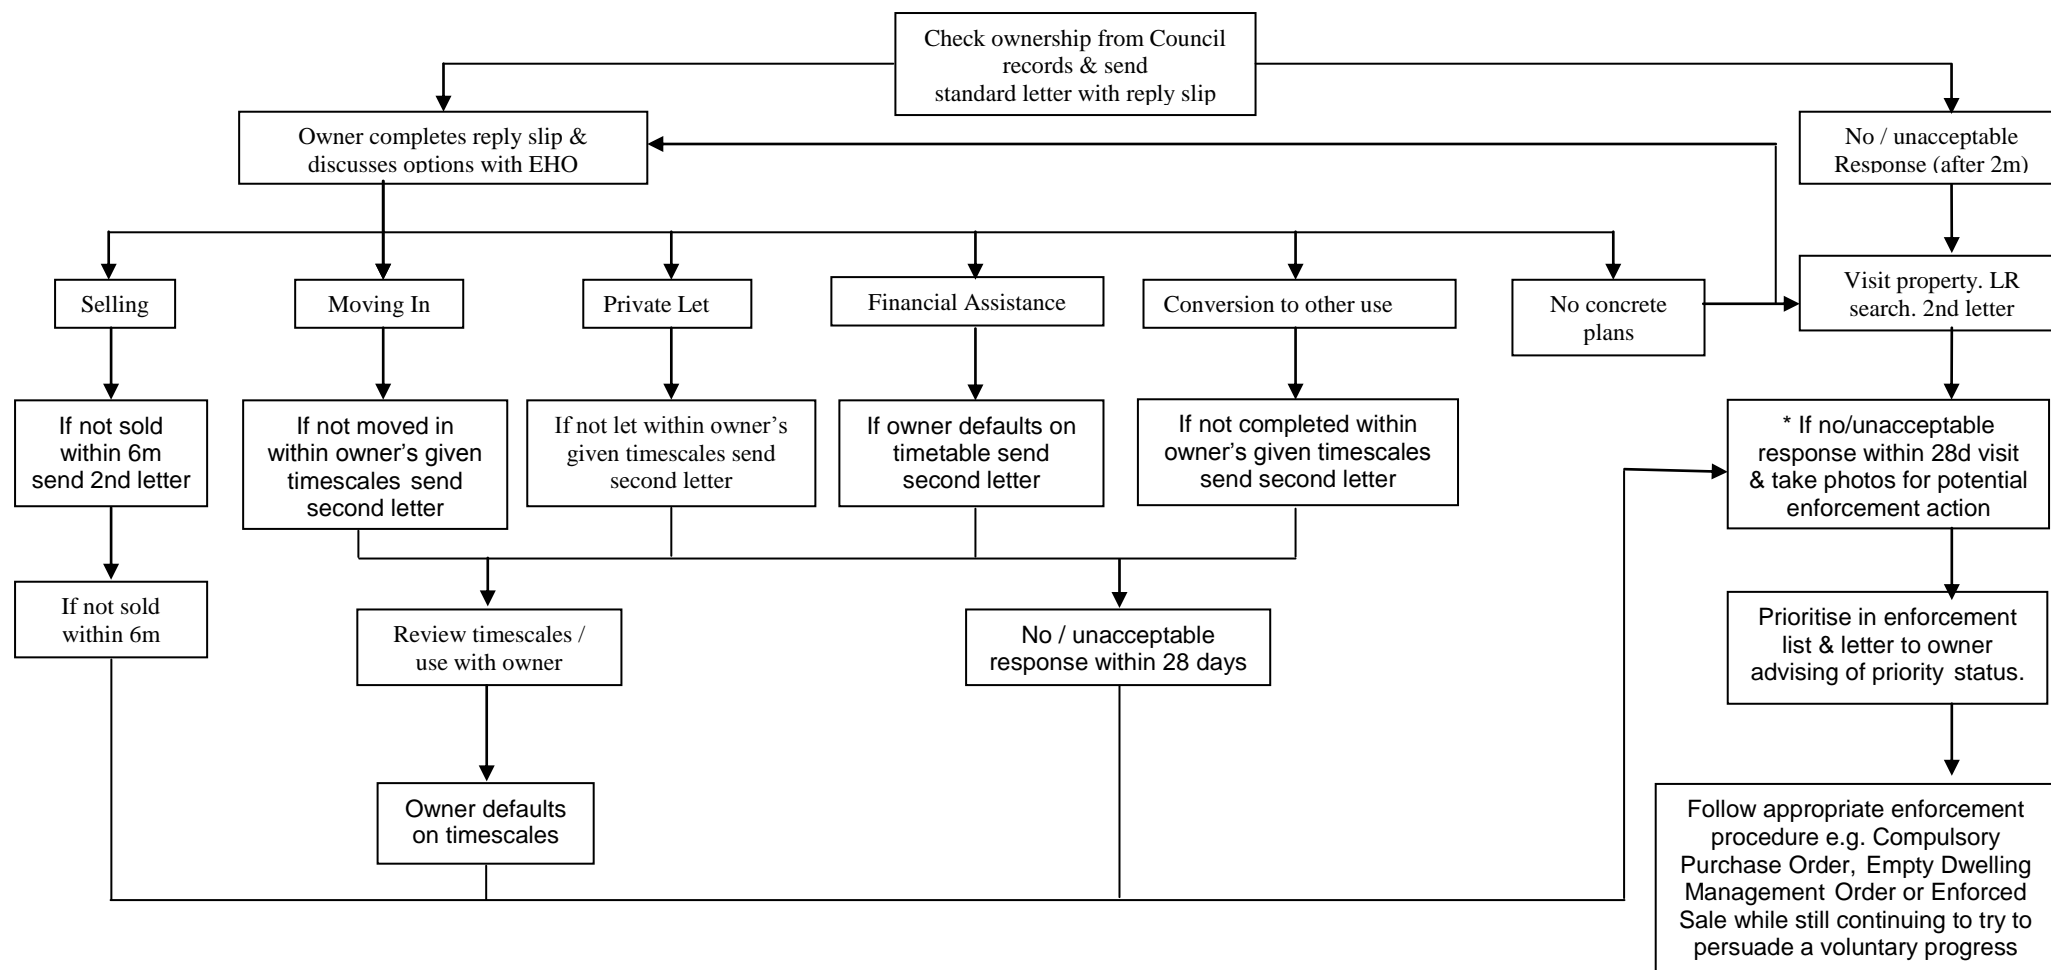 Check ownership from Council
records & send
standard letter with reply slip
Owner completes reply slip &
discusses options with EHO
No / unacceptable
Response (after 2m)
Selling
Moving In
Private Let
Financial Assistance
Conversion to other use
No concrete
plans
Visit property. LR
search. 2nd letter
If not sold
within 6m
send 2nd letter
If not moved in
within owner's given
timescales send
second letter
If not let within owner's
given timescales send
second letter
If owner defaults on
timetable send
second letter
If not completed within
owner's given timescales
send second letter
* If no/unacceptable
response within 28d visit
& take photos for potential
enforcement action
If not sold
within 6m
Review timescales /
use with owner
No / unacceptable
response within 28 days
Prioritise in enforcement
list & letter to owner
advising of priority status.
Owner defaults
on timescales
Follow appropriate enforcement
procedure e.g. Compulsory
Purchase Order, Empty Dwelling
Management Order or Enforced
Sale while still continuing to try to
persuade a voluntary progress